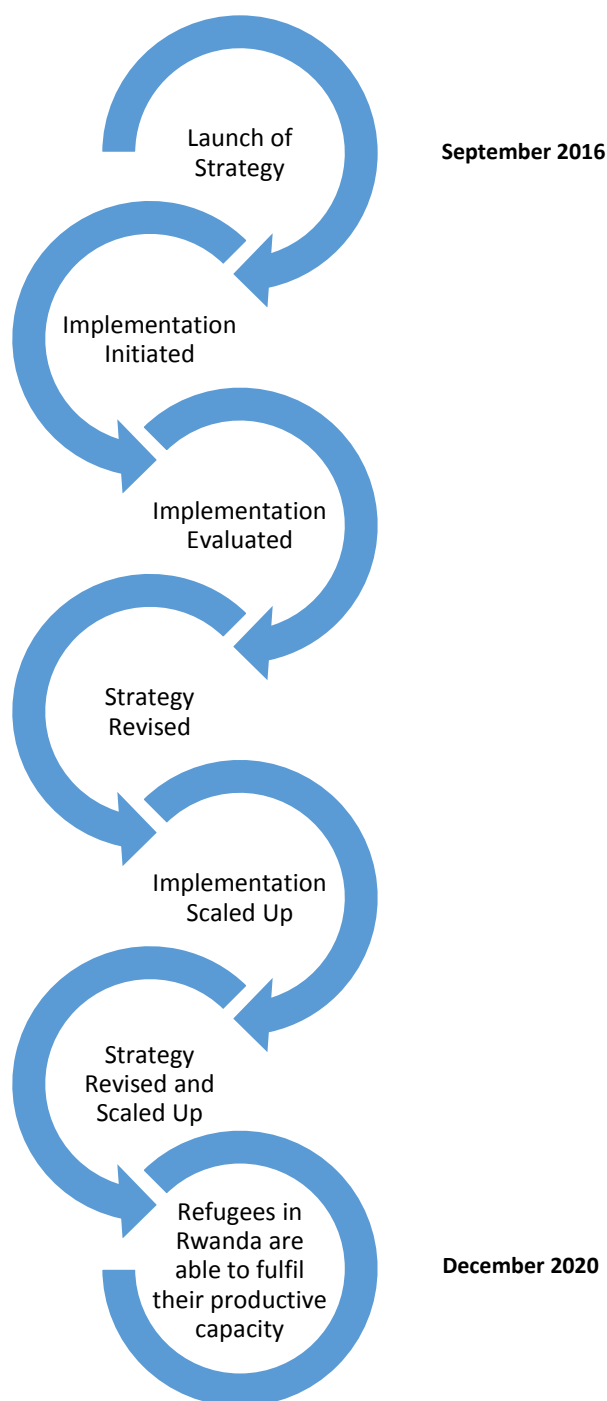 Launch of
Strategy
September 2016
Implementation
Initiated
Implementation
Evaluated
Strategy
Revised
Implementation
Scaled Up
Strategy
Revised and
Scaled Up
Refugees in
Rwanda are
able to fulfil
their productive
capacity
December 2020